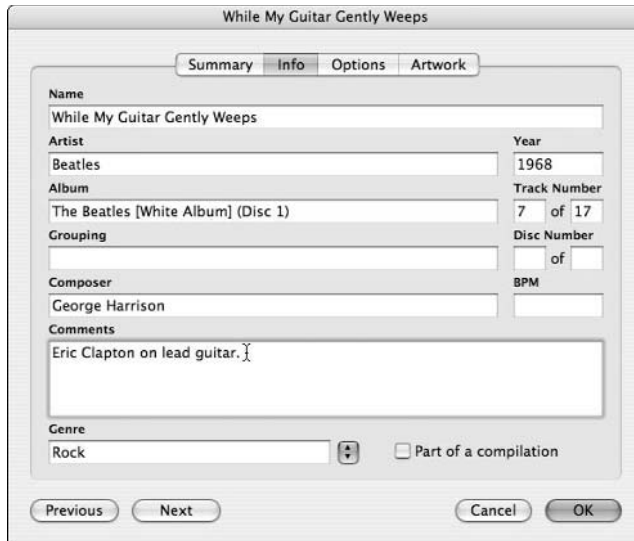 While My Guitar Gently Weeps
Summary Info Options Artwork
Name
While My Guitar Gently Weeps
Artist Year
Beatles 1968
Album Track Number
The Beatles [White Album] (Disc 1) 7 of 17
Grouping Disc Number
of
Composer BPM
George Harrison
Comments
Eric Clapton on lead guitar.
Genre
Rock Part of a compilation
Previous Next Cancel OK